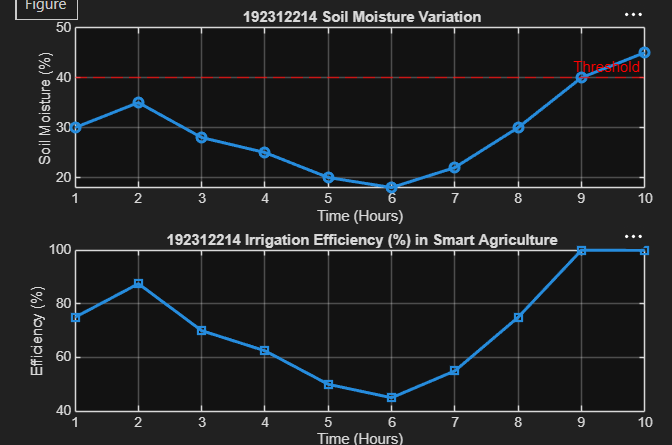 Figure
192312214 Soil Moisture Variation
...
50
40
30
20
Soil Moisture (%)
Threshold
1 2 3 4 5 6 7 8 9 10
Time (Hours)
192312214 Irrigation Efficiency (%) in Smart Agriculture
...
100
80
60
40
Efficiency (%)
1 2 3 4 5 6 7 8 9 10
Time (Hours)